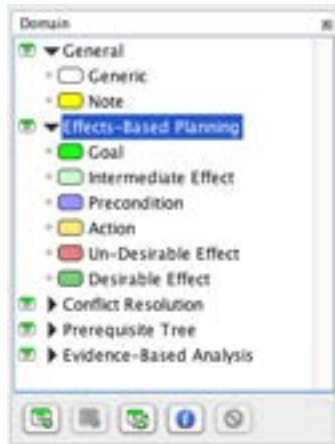 Domain
General
Generic
Note
Effects-Based Planning
Goal
Intermediate Effect
Precondition
Action
Un-Desirable Effect
Desirable Effect
Conflict Resolution
Prerequisite Tree
Evidence-Based Analysis